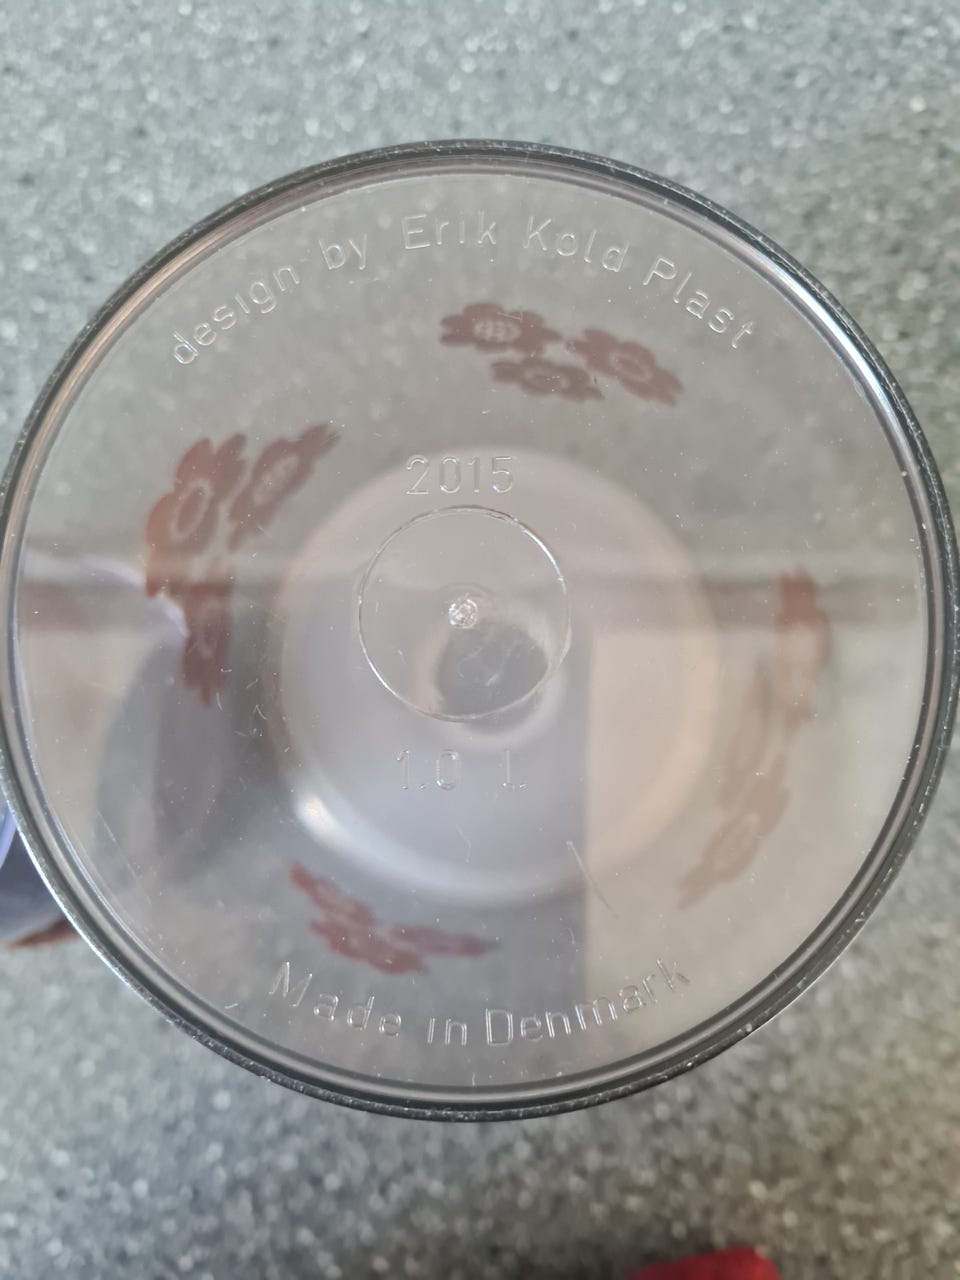 design by Erik Kold Plast
2015
1.0 L.
Made in Denmark